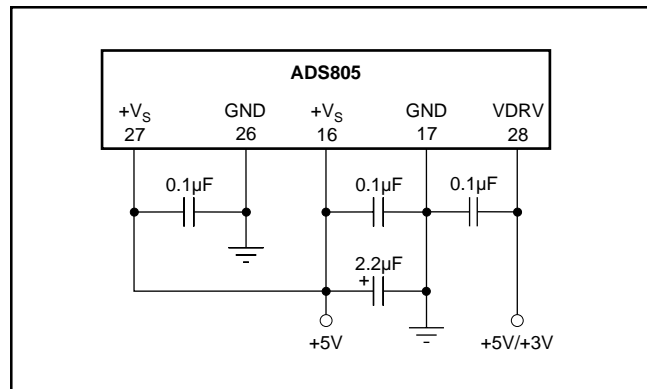 ADS805
+VS GND +VS GND VDRV
27 26 16 17 28
0.1µF 0.1µF 0.1µF
2.2µF
+
+5V +5V/+3V